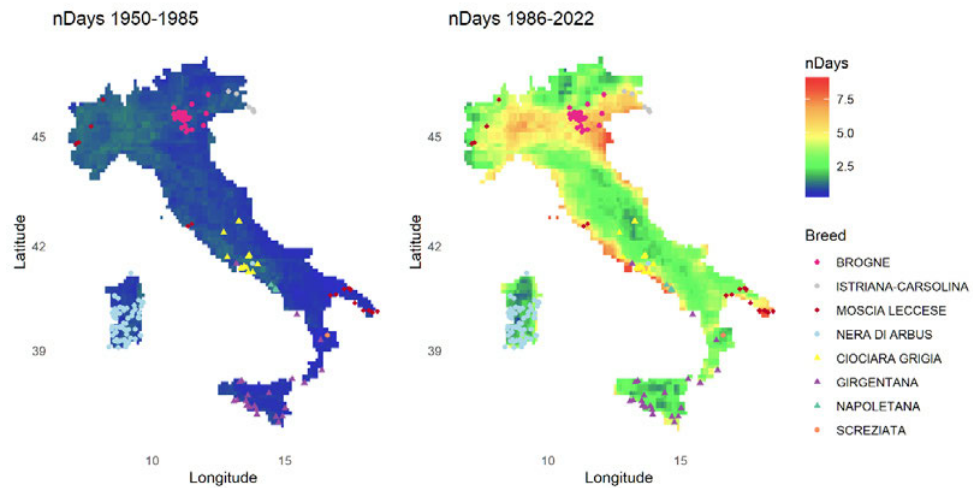 nDays 1950-1985
nDays 1986-2022
nDays
7.5
5.0
2.5
45
42
39
Latitude
10
15
Longitude
45
42
39
Latitude
10
15
Longitude
Breed
BROGNE
ISTRIANA-CARSOLINA
MOSCIA LECCESE
NERA DI ARBUS
CIOCIARA GRIGIA
GIRGENTANA
NAPOLETANA
SCREZIATA